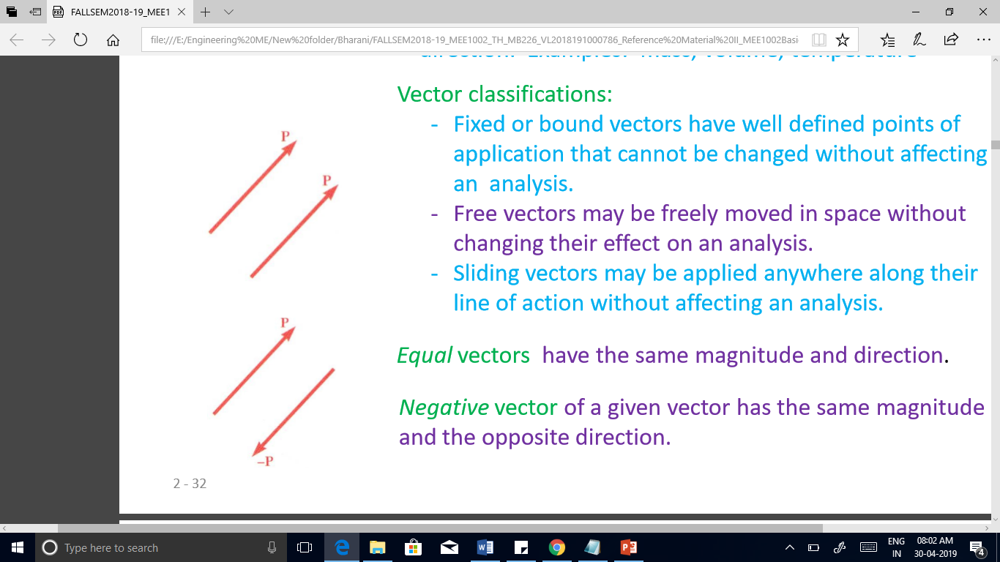 FALLSEM2018-19_MEE1
file:///E:/Engineering%20ME/New%20folder/Bharani/FALLSEM2018-19_MEE1002_TH_MB226_VL2018191000786_Reference%20Material%20II_MEE1002Basi
direction. Examples: mass, volume, temperature
Vector classifications:
- Fixed or bound vectors have well defined points of
application that cannot be changed without affecting
an analysis.
- Free vectors may be freely moved in space without
changing their effect on an analysis.
- Sliding vectors may be applied anywhere along their
line of action without affecting an analysis.
P
P
Equal vectors have the same magnitude and direction.
Negative vector of a given vector has the same magnitude
and the opposite direction.
P
–P
2 - 32
Type here to search
ENG
IN
08:02 AM
30-04-2019
4